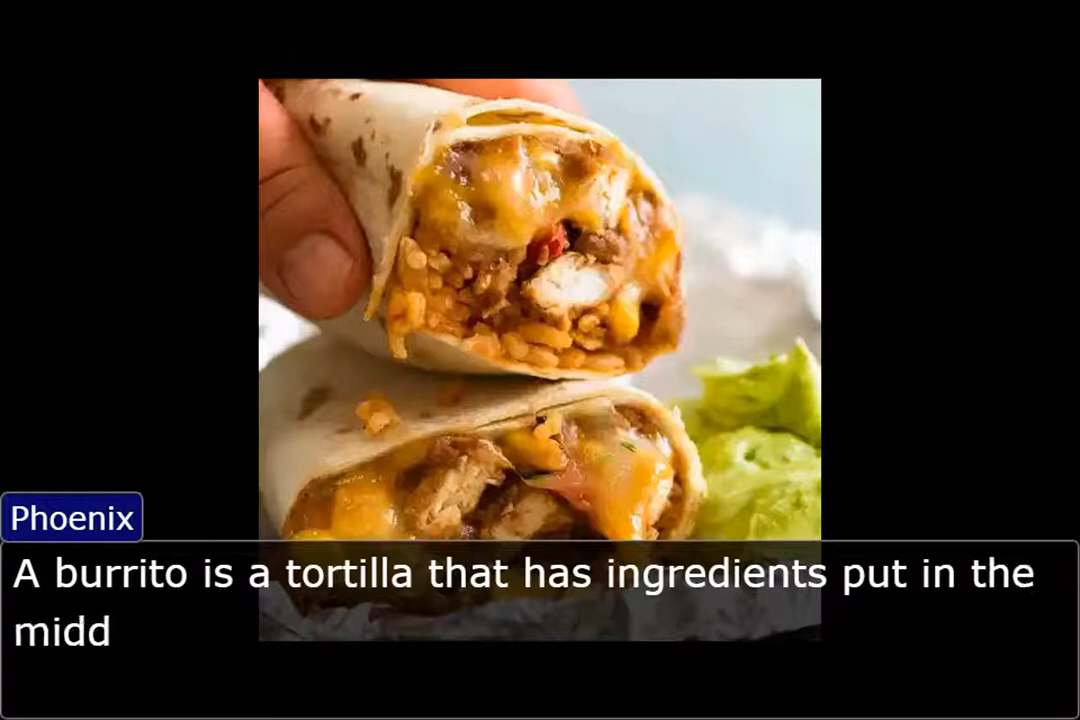 Phoenix
A burrito is a tortilla that has ingredients put in the
midd